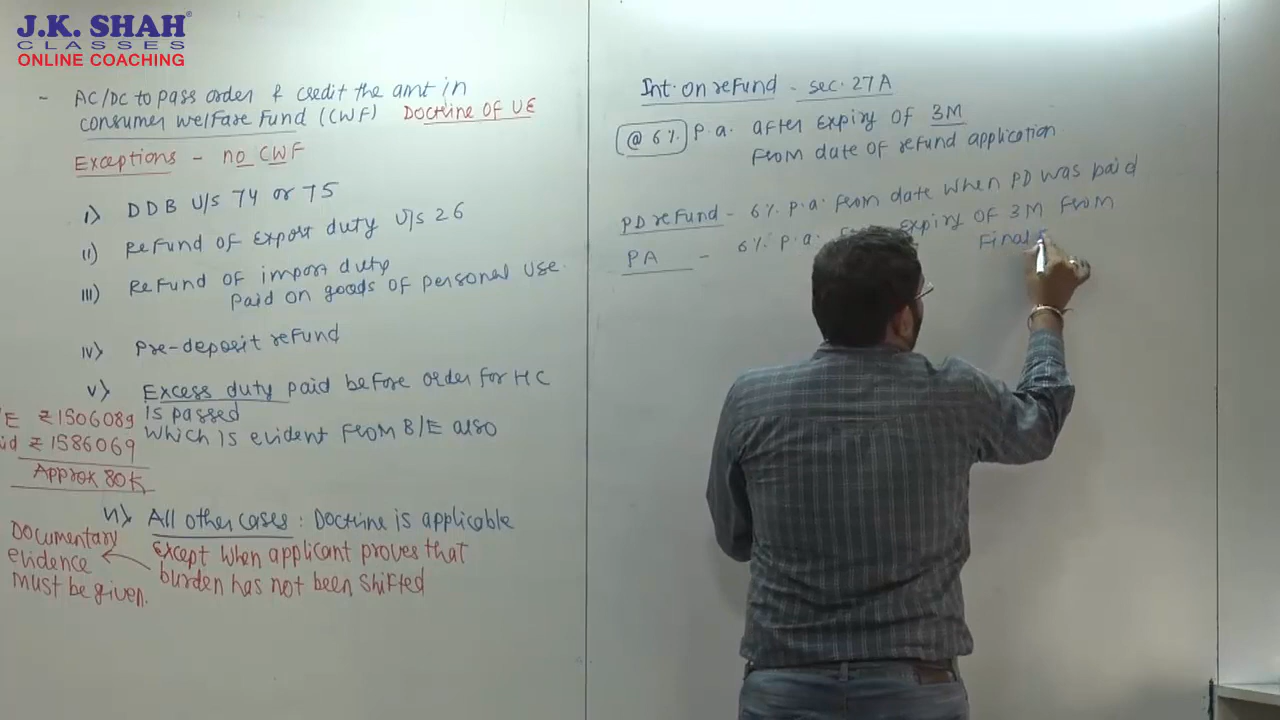 J.K. SHAH®
CLASSES
ONLINE COACHING
- AC/DC to pass order & credit the amt in
consumer welfare fund (CWF) Doctrine of UE
Exceptions - no CWF
i) DDB U/s 74 or 75
ii) Refund of export duty U/s 26
iii) Refund of import duty
paid on goods of personal use.
iv) Pre-deposit refund
v) Excess duty paid before order for HC
is passed
which is evident from B/E also
/E ₹1506089
id ₹1586069
Approx 80K
vi) All other cases : Doctrine is applicable
Except when applicant proves that
burden has not been shifted
Documentary
evidence
must be given.
Int. on refund - sec. 27A
@ 6% p.a. after expiry of 3M
from date of refund application
PD refund - 6% p.a. from date when PD was paid
PA - 6% p.a. expiry of 3M from
Final